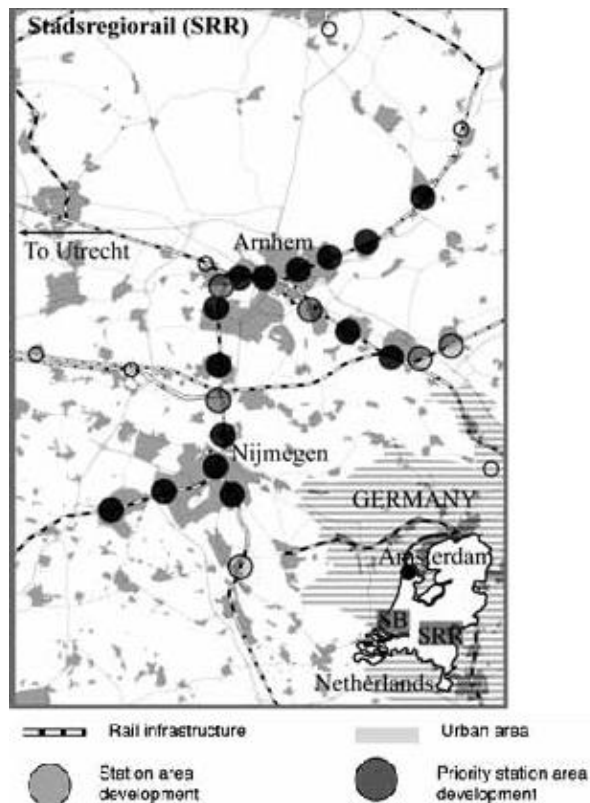 Stadsregiorail (SRR)
To Utrecht
Arnhem
Nijmegen
GERMANY
Amsterdam
SB
SRR
Netherlands
Rail infrastructure
Urban area
Station area
development
Priority station area
development